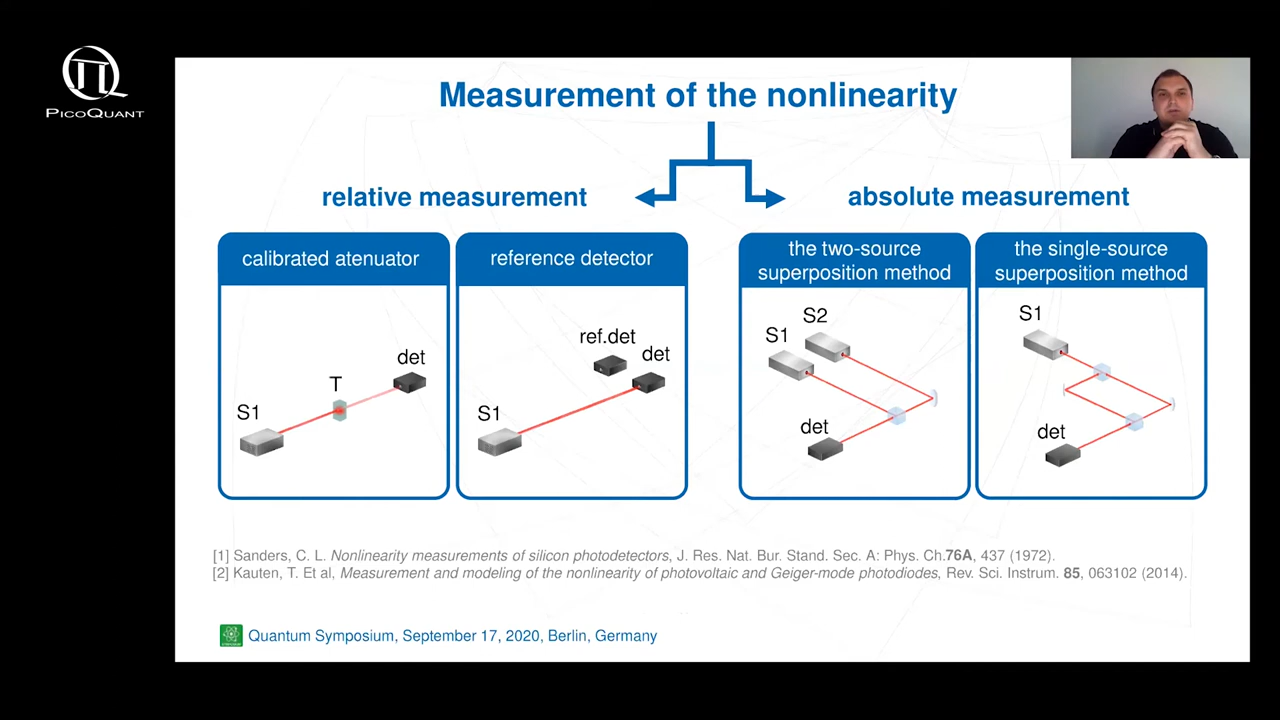 PICOQUANT
Measurement of the nonlinearity
relative measurement
absolute measurement
calibrated atenuator
S1
T
det
reference detector
S1
ref.det
det
the two-source
superposition method
S1
S2
det
the single-source
superposition method
S1
det
[1] Sanders, C. L. Nonlinearity measurements of silicon photodetectors, J. Res. Nat. Bur. Stand. Sec. A: Phys. Ch.76A, 437 (1972).
[2] Kauten, T. Et al, Measurement and modeling of the nonlinearity of photovoltaic and Geiger-mode photodiodes, Rev. Sci. Instrum. 85, 063102 (2014).
Quantum Symposium, September 17, 2020, Berlin, Germany